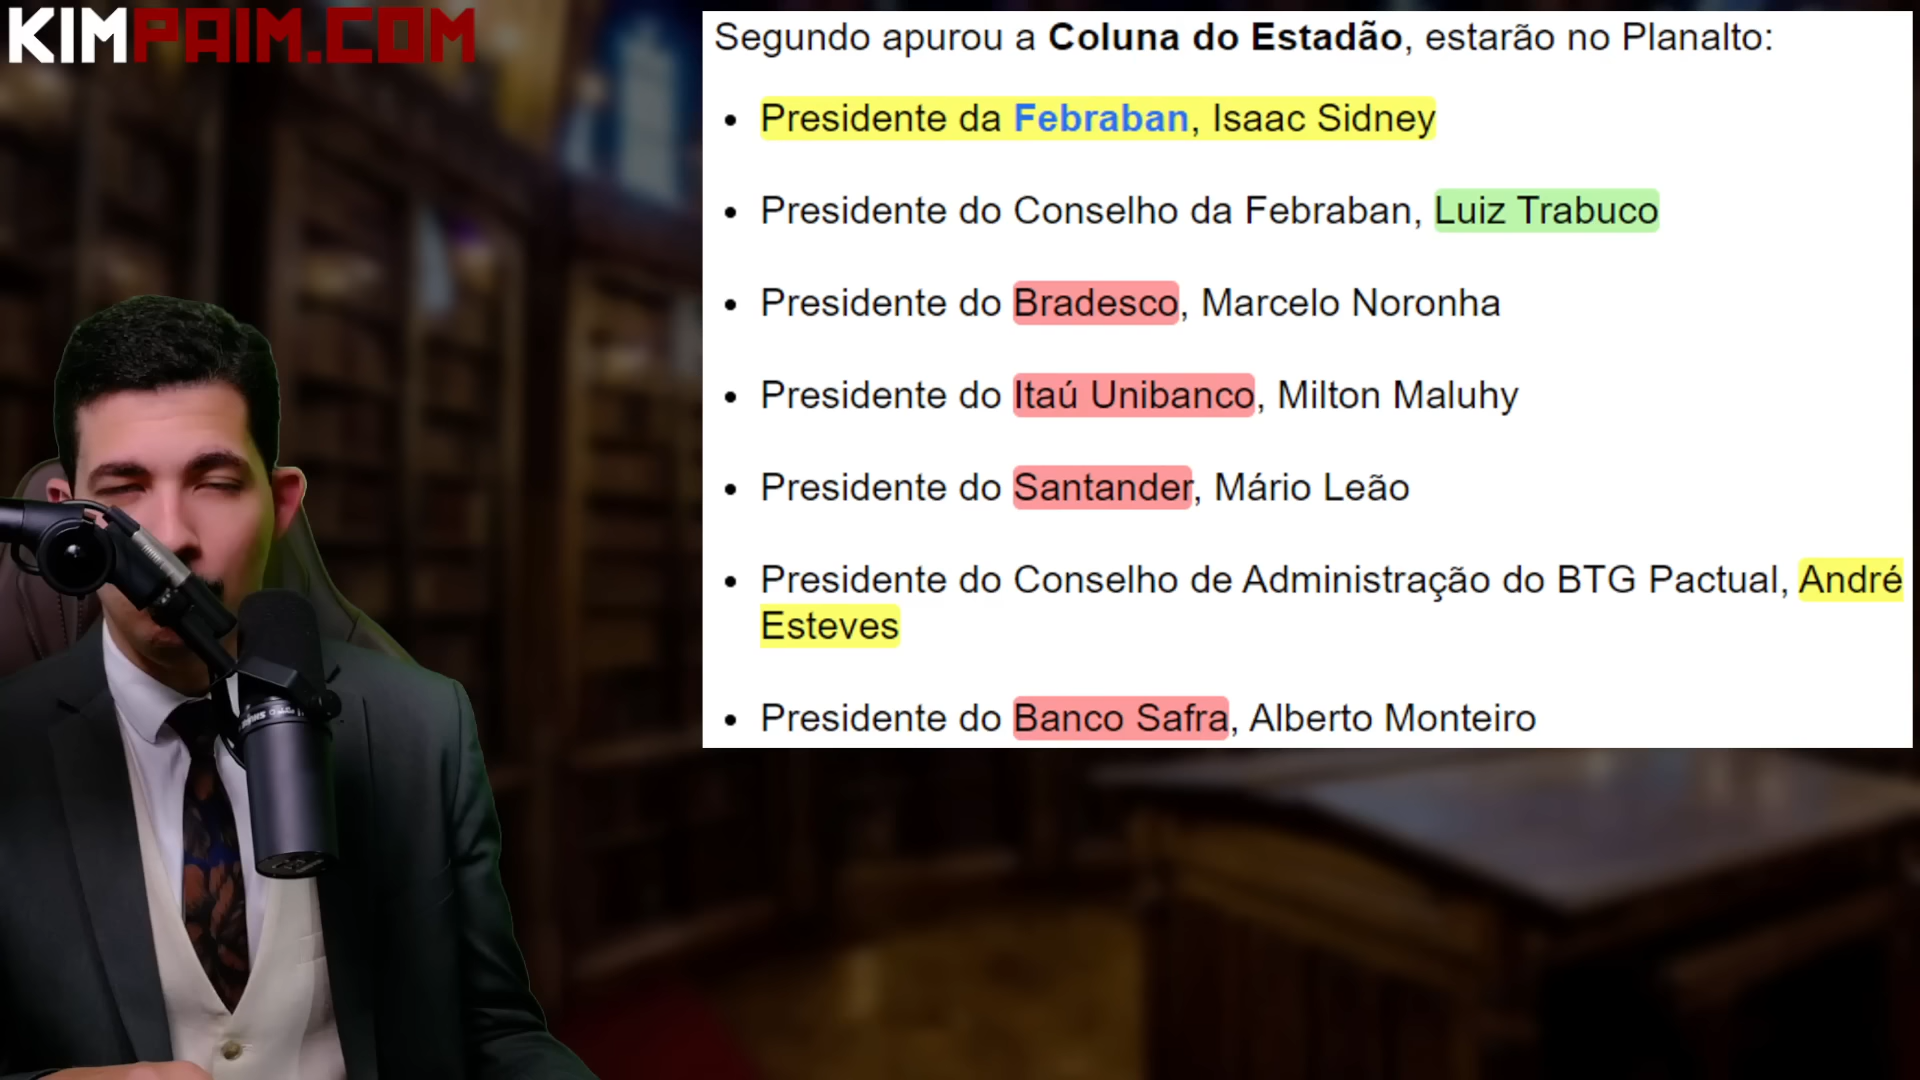 KIMPAIM.COM
Segundo apurou a Coluna do Estadão, estarão no Planalto:
• Presidente da Febraban, Isaac Sidney
• Presidente do Conselho da Febraban, Luiz Trabuco
• Presidente do Bradesco, Marcelo Noronha
• Presidente do Itaú Unibanco, Milton Maluhy
• Presidente do Santander, Mário Leão
• Presidente do Conselho de Administração do BTG Pactual, André
Esteves
• Presidente do Banco Safra, Alberto Monteiro